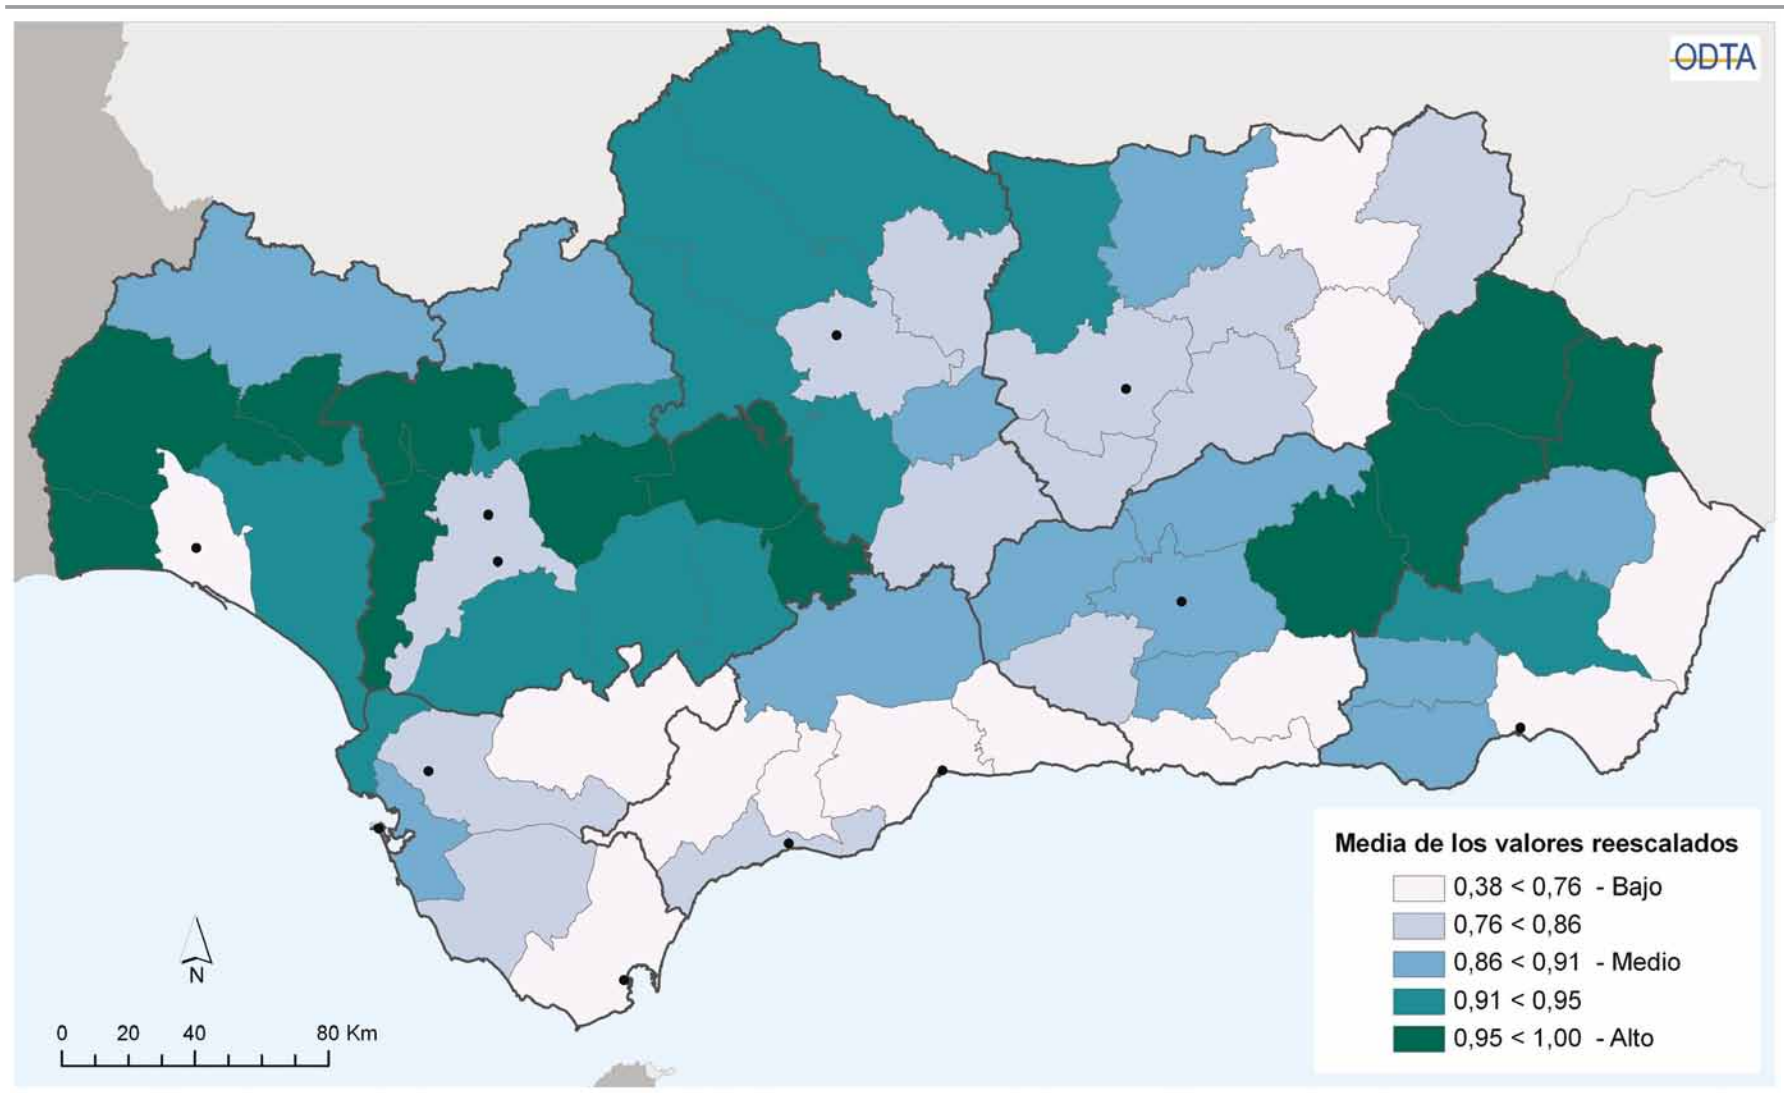 ODTA
Media de los valores reescalados
0,38 < 0,76 - Bajo
0,76 < 0,86
0,86 < 0,91 - Medio
0,91 < 0,95
0,95 < 1,00 - Alto
N
0 20 40 80 Km